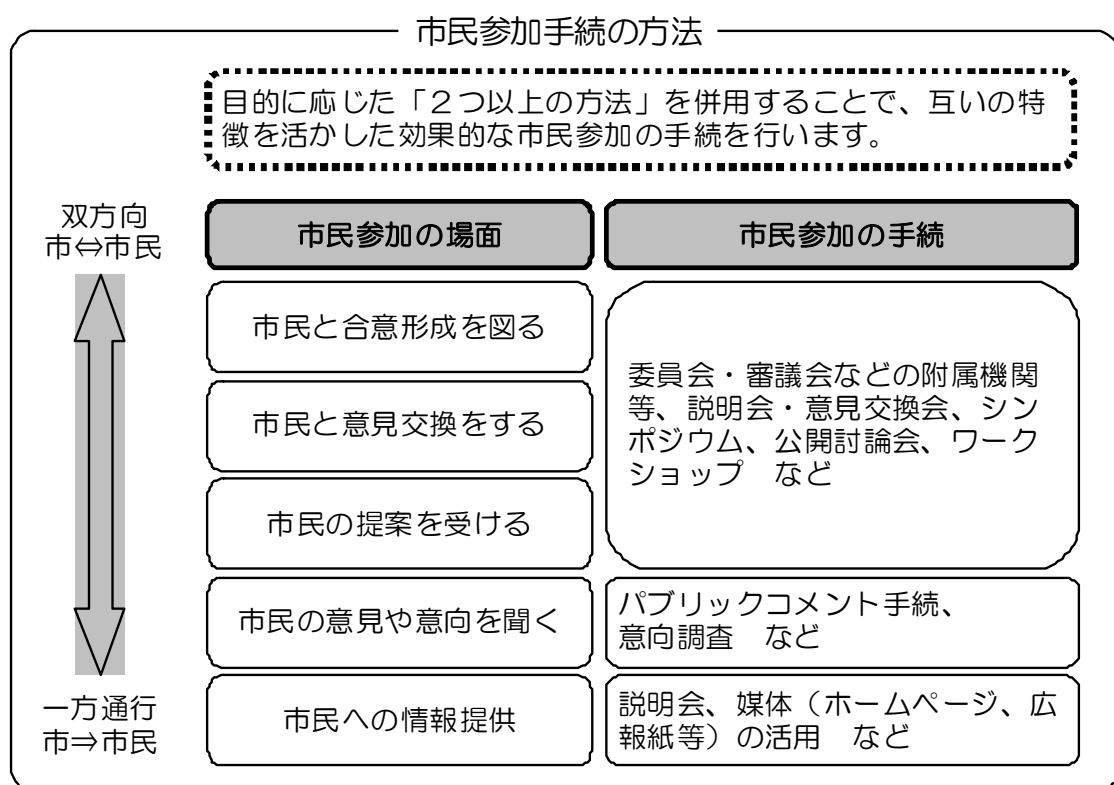 市民参加手続の方法
目的に応じた「２つ以上の方法」を併用することで、互いの特
徴を活かした効果的な市民参加の手続を行います。
双方向
市⇔市民
市民参加の場面
市民参加の手続
市民と合意形成を図る
市民と意見交換をする
市民の提案を受ける
委員会・審議会などの附属機関
等、説明会・意見交換会、シン
ポジウム、公開討論会、ワーク
ショップ　など
市民の意見や意向を聞く
パブリックコメント手続、
意向調査　など
一方通行
市⇒市民
市民への情報提供
説明会、媒体（ホームページ、広
報紙等）の活用　など